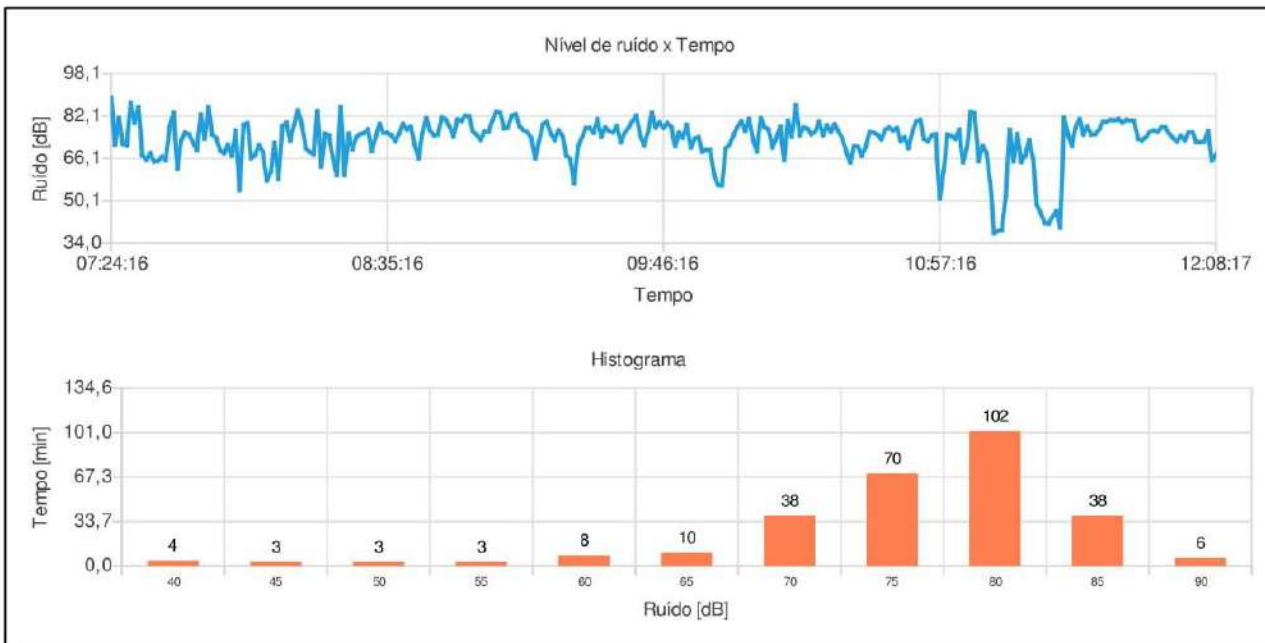 Nível de ruído x Tempo
98,1
82,1
66,1
50,1
34,0
Ruído [dB]
07:24:16 08:35:16 09:46:16 10:57:16 12:08:17
Tempo
Histograma
134,6
101,0
67,3
33,7
0,0
Tempo [min]
4 3 3 3 8 10 38 70 102 38 6
40 45 50 55 60 65 70 75 80 85 90
Ruído [dB]